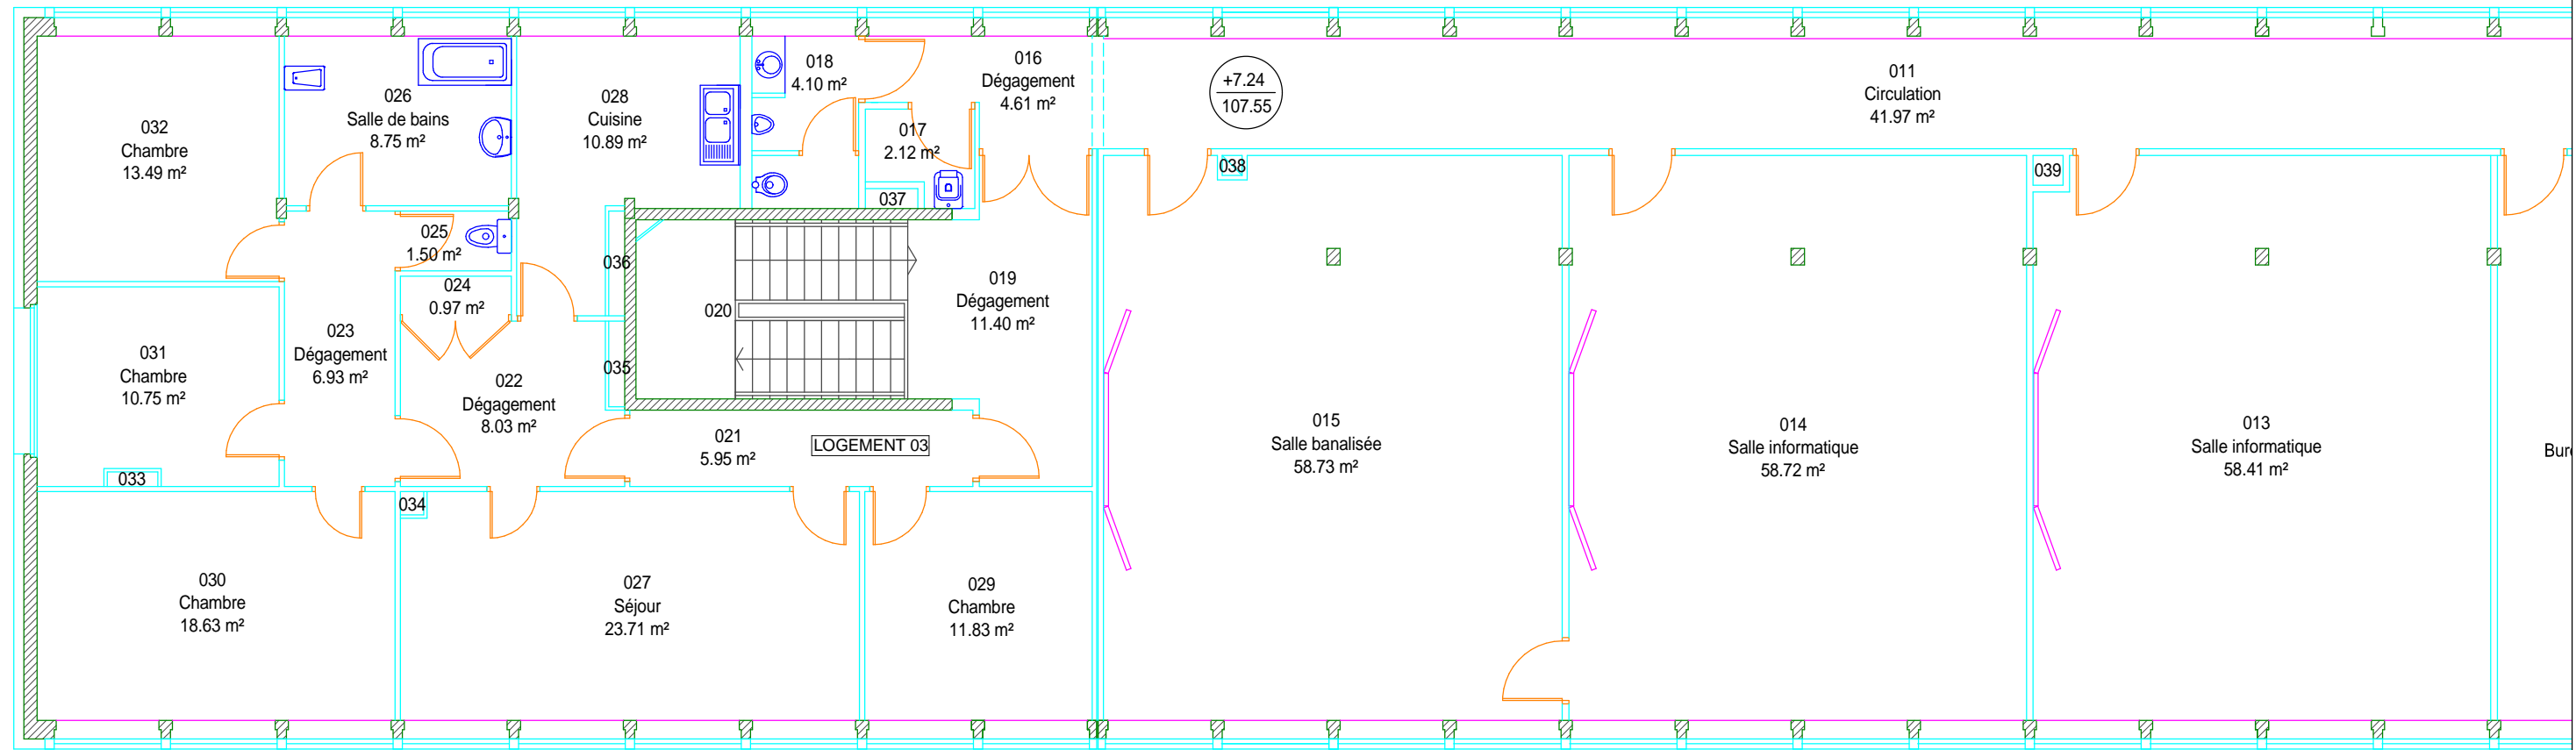 032
Chambre
13.49 m²
026
Salle de bains
8.75 m²
028
Cuisine
10.89 m²
018
4.10 m²
016
Dégagement
4.61 m²
017
2.12 m²
037
+7.24
107.55
011
Circulation
41.97 m²
038
039
025
1.50 m²
024
0.97 m²
036
035
020
019
Dégagement
11.40 m²
023
Dégagement
6.93 m²
031
Chambre
10.75 m²
022
Dégagement
8.03 m²
021
5.95 m²
LOGEMENT 03
015
Salle banalisée
58.73 m²
014
Salle informatique
58.72 m²
013
Salle informatique
58.41 m²
033
034
030
Chambre
18.63 m²
027
Séjour
23.71 m²
029
Chambre
11.83 m²